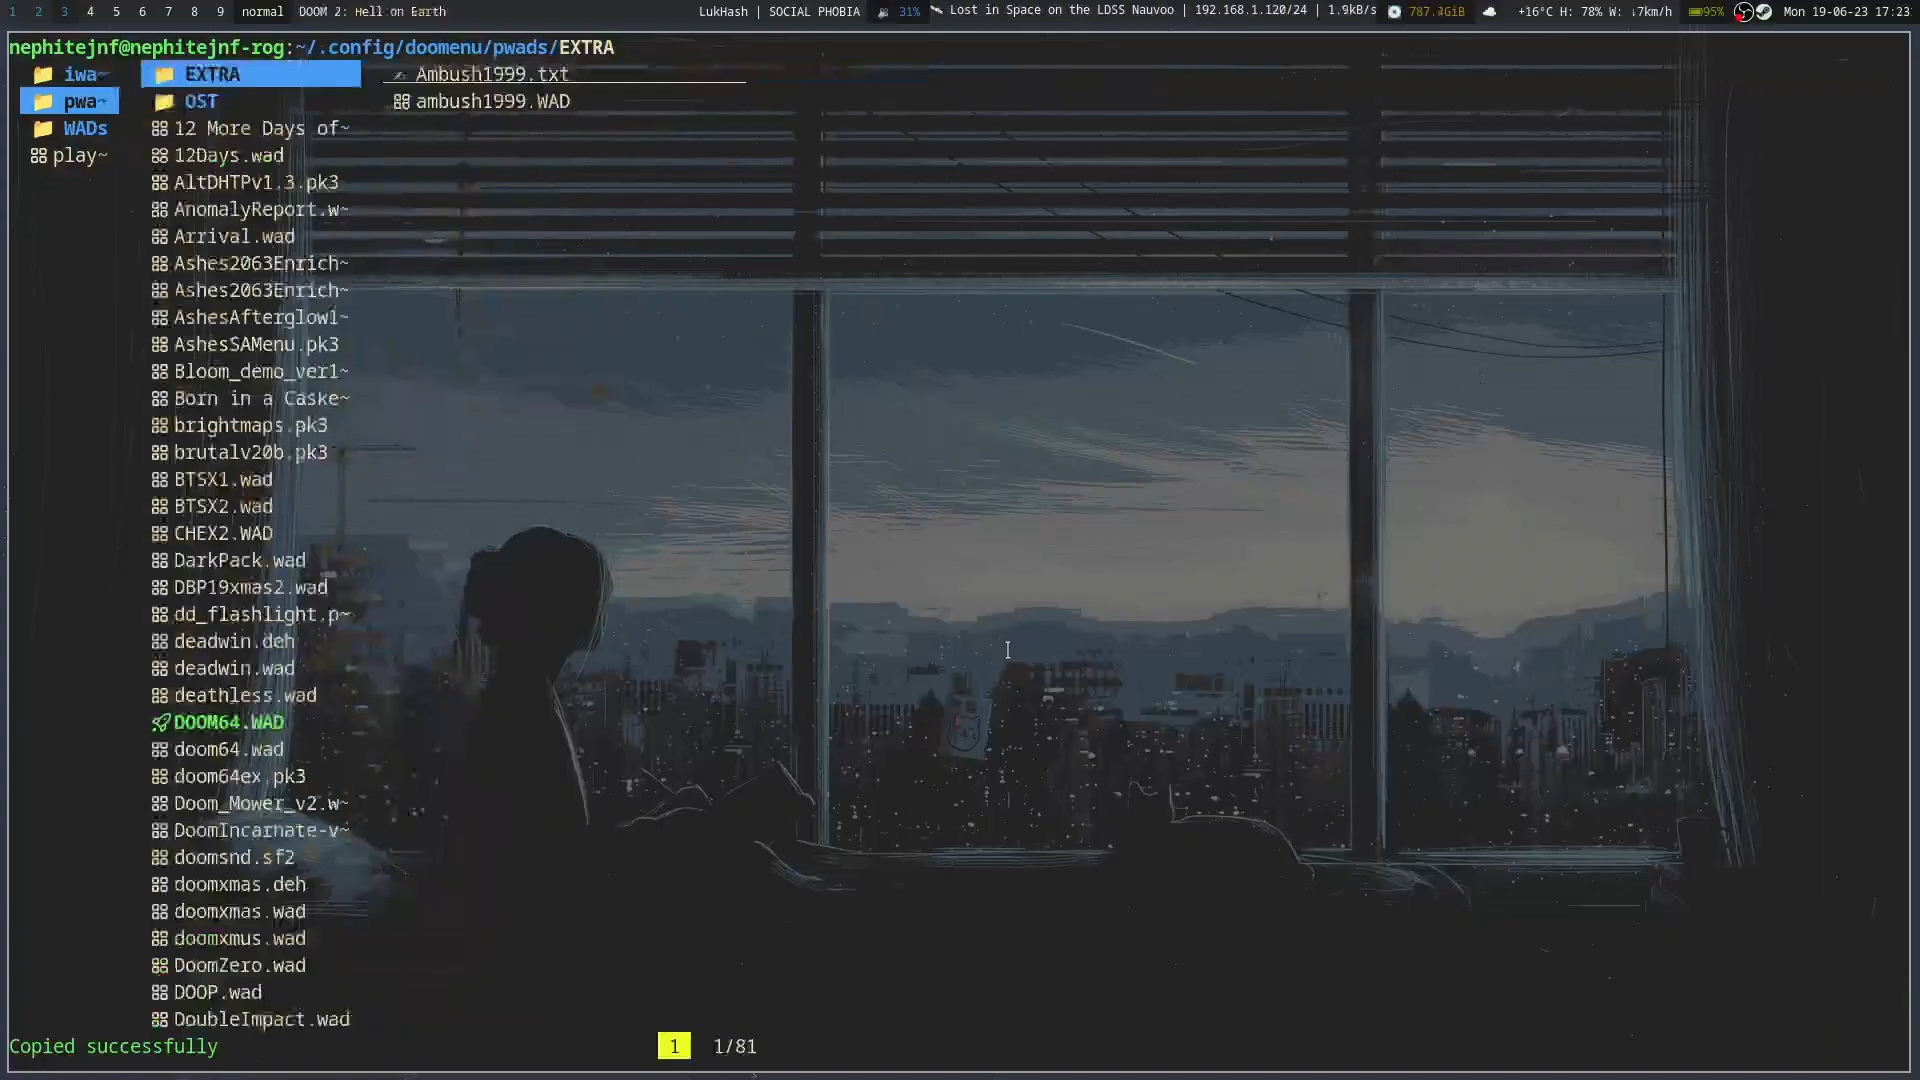 1 2 3 4 5 6 7 8 9 normal DOOM 2: Hell on Earth LukHash | SOCIAL PHOBIA 31% Lost in Space on the LDSS Nauvoo | 192.168.1.120/24 | 1.9kB/s +16°C H: 78% W: ↓7km/h 95% Mon 19-06-23 17:23
nephitejnf@nephitejnf-rog:~/.config/doomenu/pwads/EXTRA
iwa~ EXTRA Ambush1999.txt
pwa~ OST ambush1999.WAD
WADs 12 More Days of~
play~ 12Days.wad
AltDHTPv1.3.pk3
AnomalyReport.w~
Arrival.wad
Ashes2063Enrich~
Ashes2063Enrich~
AshesAfterglow1~
AshesSAMenu.pk3
Bloom_demo_ver1~
Born in a Caske~
brightmaps.pk3
brutalv20b.pk3
BTSX1.wad
BTSX2.wad
CHEX2.WAD
DarkPack.wad
DBP19xmas2.wad
dd_flashlight.p~
deadwin.deh
deadwin.wad
deathless.wad
DOOM64.WAD
doom64.wad
doom64ex.pk3
Doom_Mower_v2.w~
DoomIncarnate-v~
doomsnd.sf2
doomxmas.deh
doomxmas.wad
doomxmus.wad
DoomZero.wad
DOOP.wad
DoubleImpact.wad
Copied successfully 1 1/81